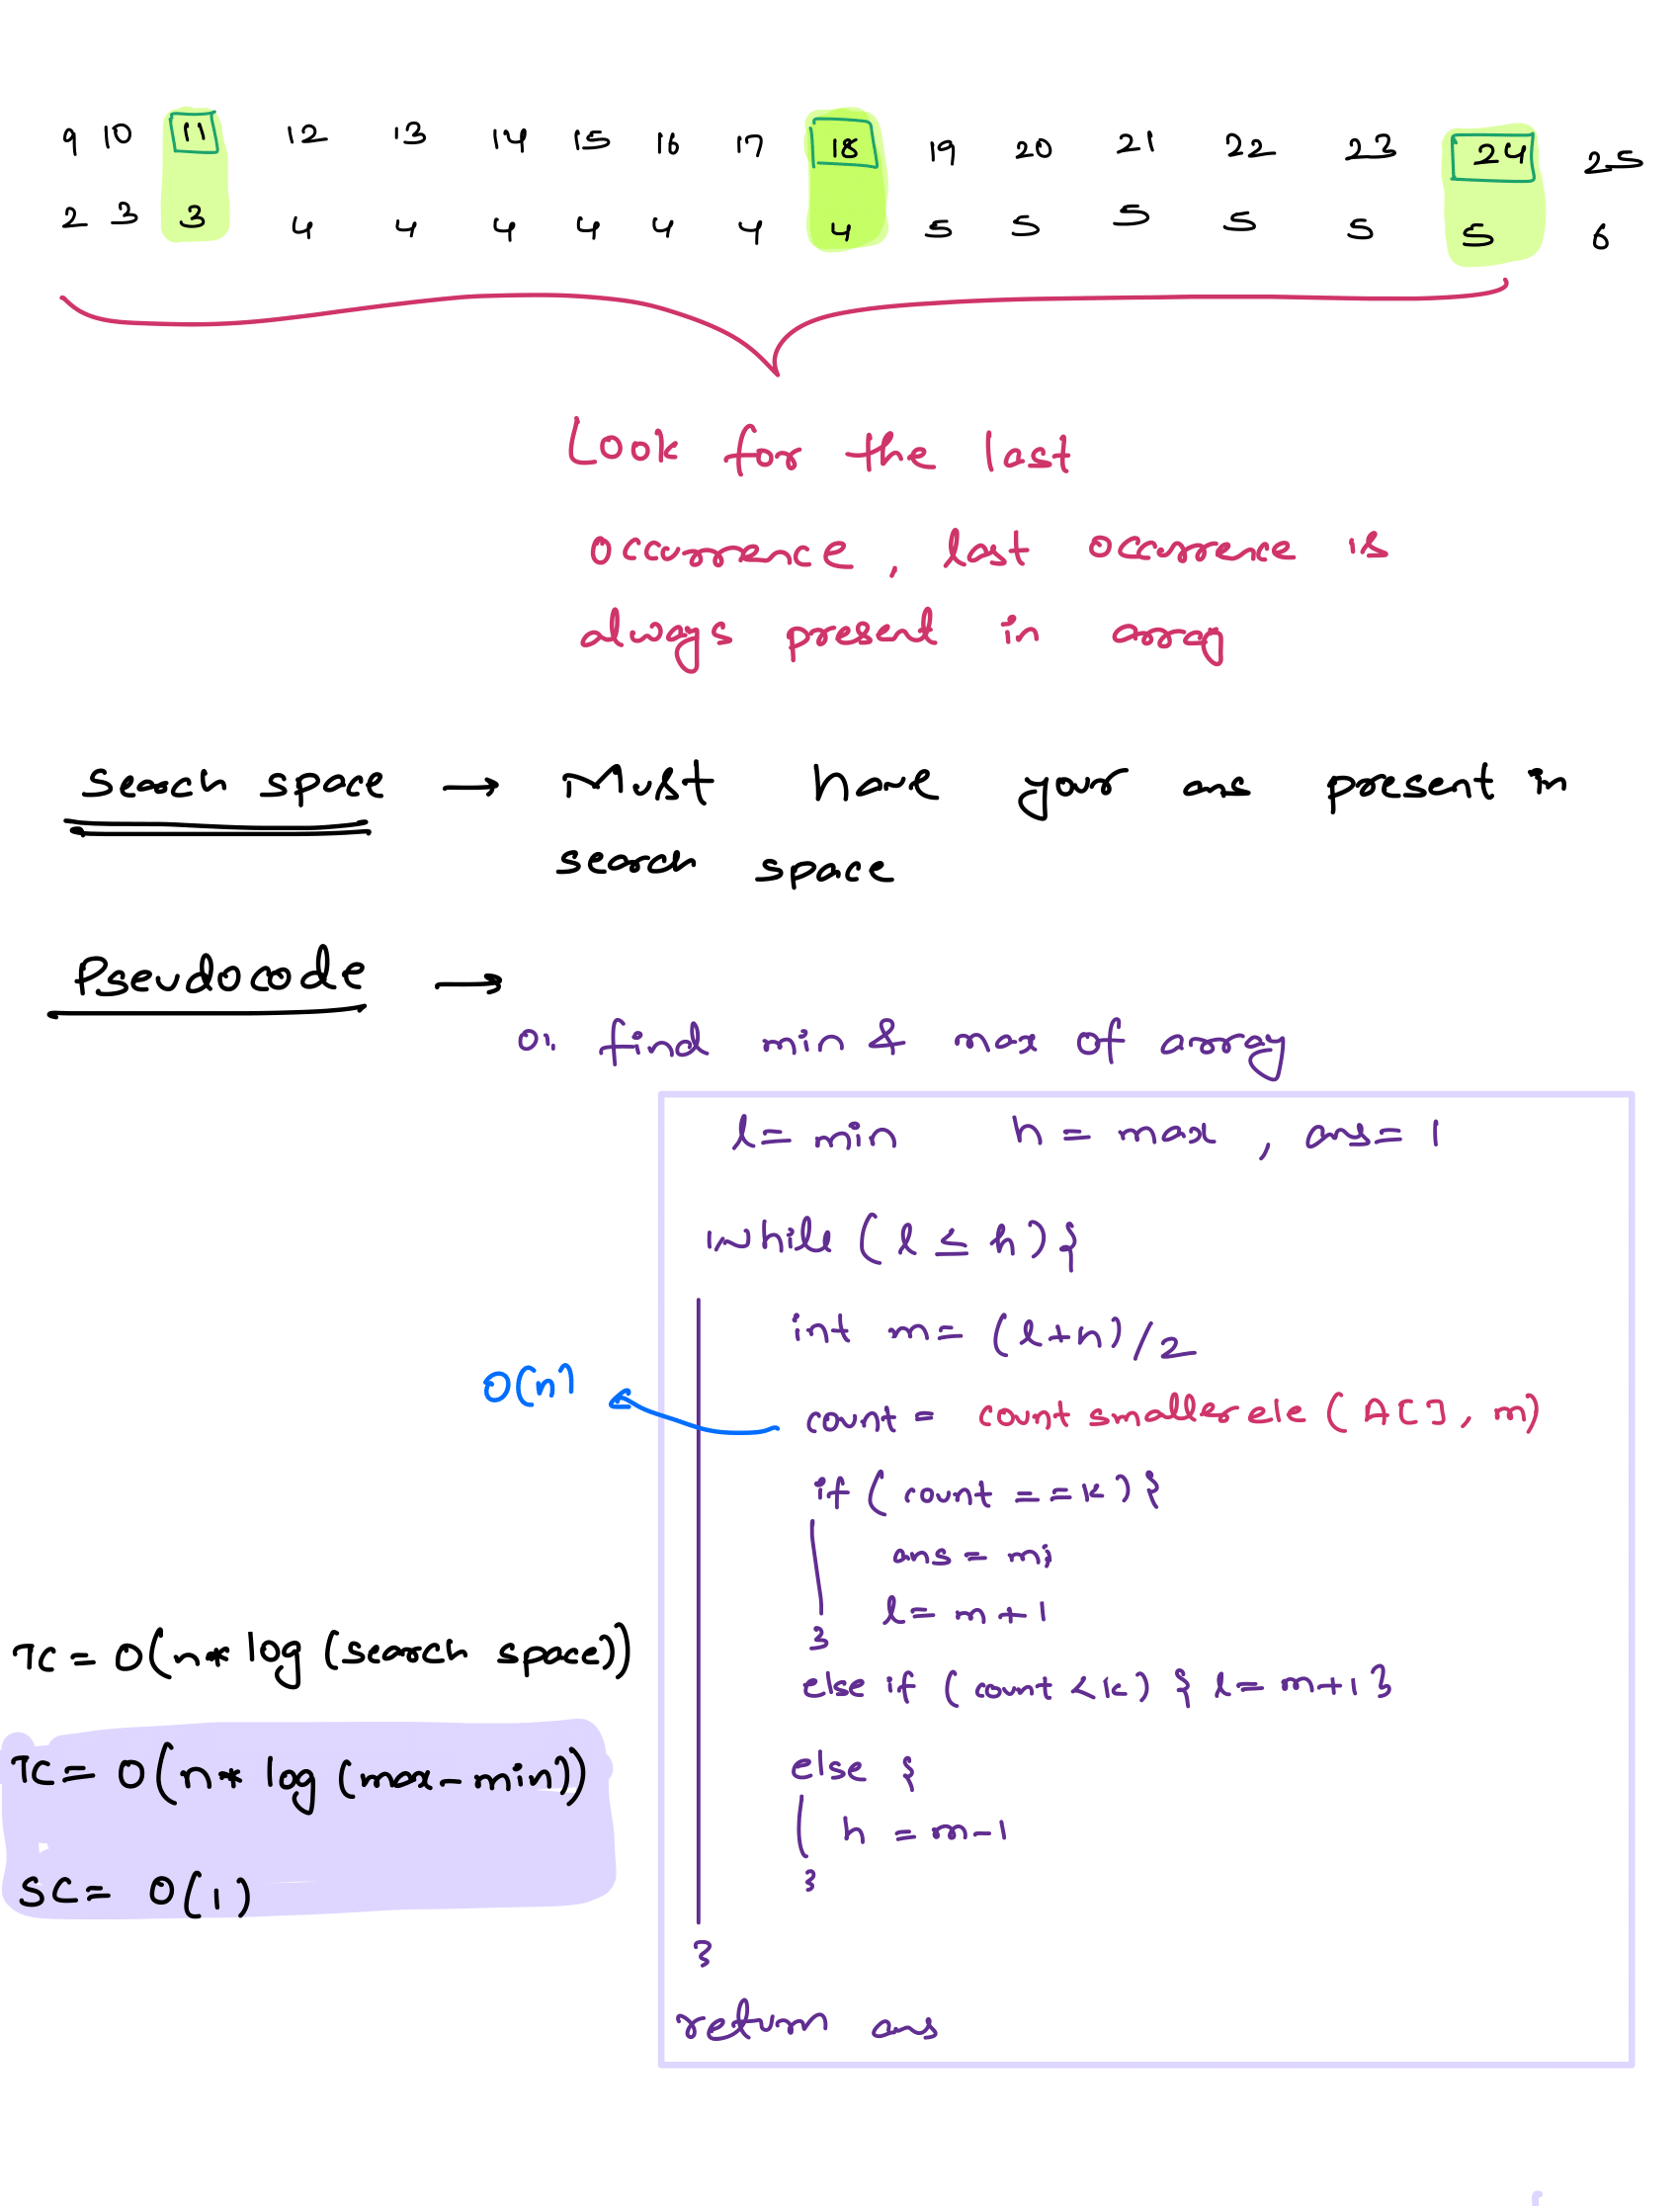 9 10 11 12 13 14 15 16 17 18 19 20 21 22 23 24 25
2 3 3 4 4 4 4 4 4 4 5 5 5 5 5 5 6
Look for the last
occurrence, last occurrence is
always present in array
Search space → Must have your ans present in
search space
Pseudocode →
01. find min & max of array
l = min h = max , ans = 1
while (l ≤ h) {
int m = (l+h)/2
O(n)
count = count smaller ele (A[], m)
if (count == k) {
ans = m;
l = m+1
}
TC = O(n* log (search space))
else if (count < k) { l = m+1 }
TC = O(n* log (max-min))
else {
h = m-1
}
SC = O(1)
}
return ans